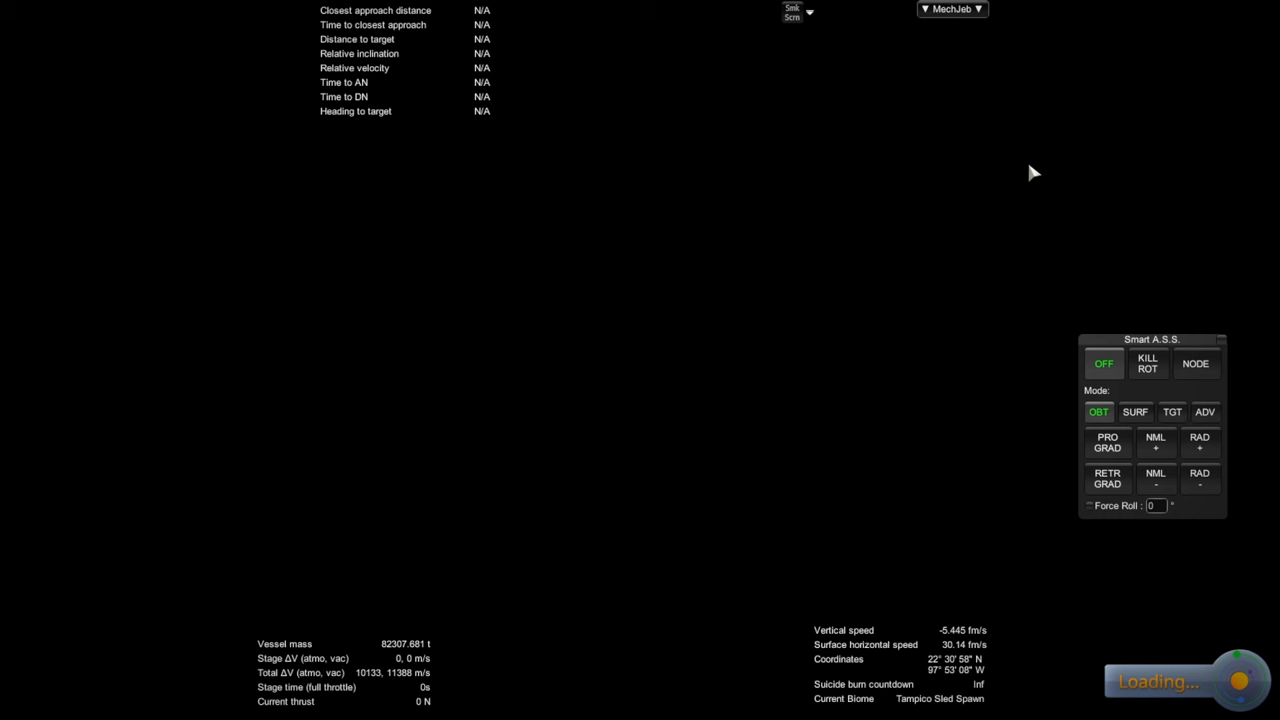 Closest approach distance N/A
Time to closest approach N/A
Distance to target N/A
Relative inclination N/A
Relative velocity N/A
Time to AN N/A
Time to DN N/A
Heading to target N/A
Smk
Scrn
▼ MechJeb ▼
Smart A.S.S.
OFF KILL ROT NODE
Mode:
OBT SURF TGT ADV
PRO GRAD NML + RAD +
RETR GRAD NML - RAD -
Force Roll : 0 °
Vessel mass 82307.681 t
Stage ΔV (atmo, vac) 0, 0 m/s
Total ΔV (atmo, vac) 10133, 11388 m/s
Stage time (full throttle) 0s
Current thrust 0 N
Vertical speed -5.445 fm/s
Surface horizontal speed 30.14 fm/s
Coordinates 22° 30' 58" N
97° 53' 08" W
Suicide burn countdown Inf
Current Biome Tampico Sled Spawn
Loading...